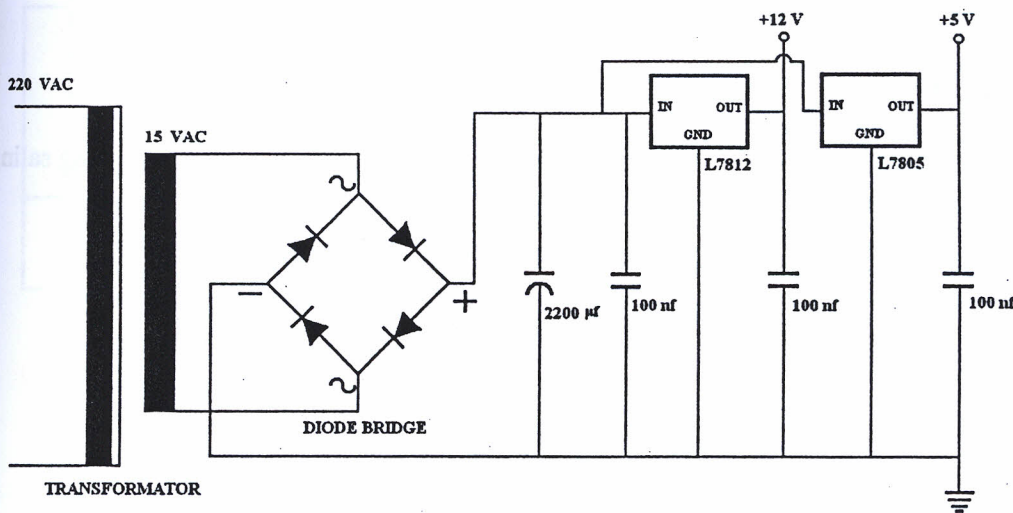 +12 V
+5 V
220 VAC
15 VAC
IN
OUT
GND
L7812
IN
OUT
GND
L7805
−
+
2200 µf
100 nf
100 nf
100 nf
DIODE BRIDGE
TRANSFORMATOR